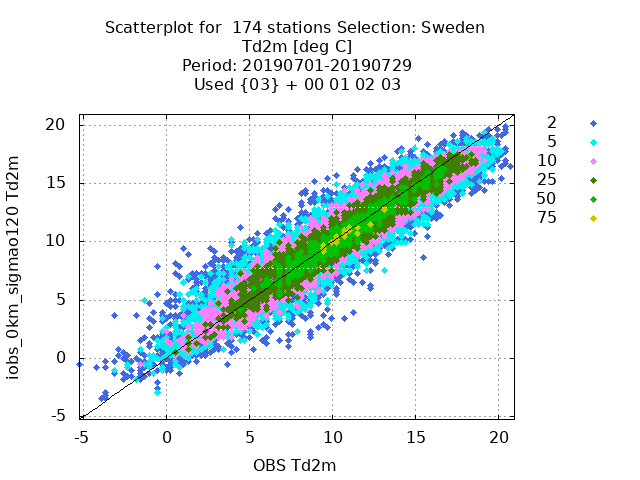 Scatterplot for  174 stations Selection: Sweden
Td2m [deg C]
Period: 20190701-20190729
Used {03} + 00 01 02 03
iobs_0km_sigmao120 Td2m
20
15
10
5
0
-5
-5 0 5 10 15 20
OBS Td2m
2
5
10
25
50
75